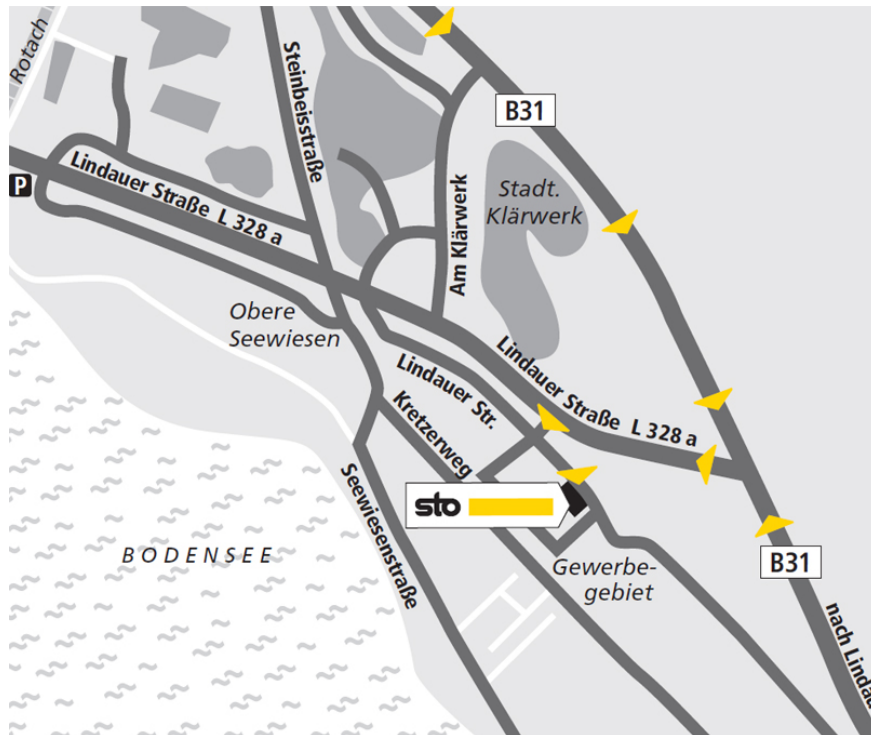 Rotach
Steinbeisstraße
B31
Lindauer Straße L 328 a
P
Stadt.
Klärwerk
Am Klärwerk
Obere
Seewiesen
Lindauer Straße L 328 a
Lindauer Str.
Kretzerweg
sto
Seewiesenstraße
BODENSEE
Gewerbe-
gebiet
B31
nach Lindau